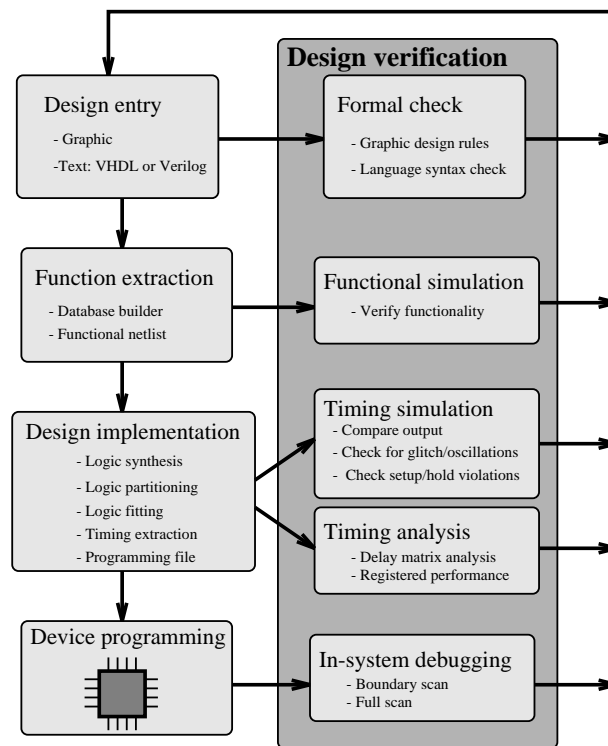 Design verification
Design entry
- Graphic
-Text: VHDL or Verilog
Formal check
- Graphic design rules
- Language syntax check
Function extraction
- Database builder
- Functional netlist
Functional simulation
- Verify functionality
Design implementation
- Logic synthesis
- Logic partitioning
- Logic fitting
- Timing extraction
- Programming file
Timing simulation
- Compare output
- Check for glitch/oscillations
- Check setup/hold violations
Timing analysis
- Delay matrix analysis
- Registered performance
Device programming
In-system debugging
- Boundary scan
- Full scan